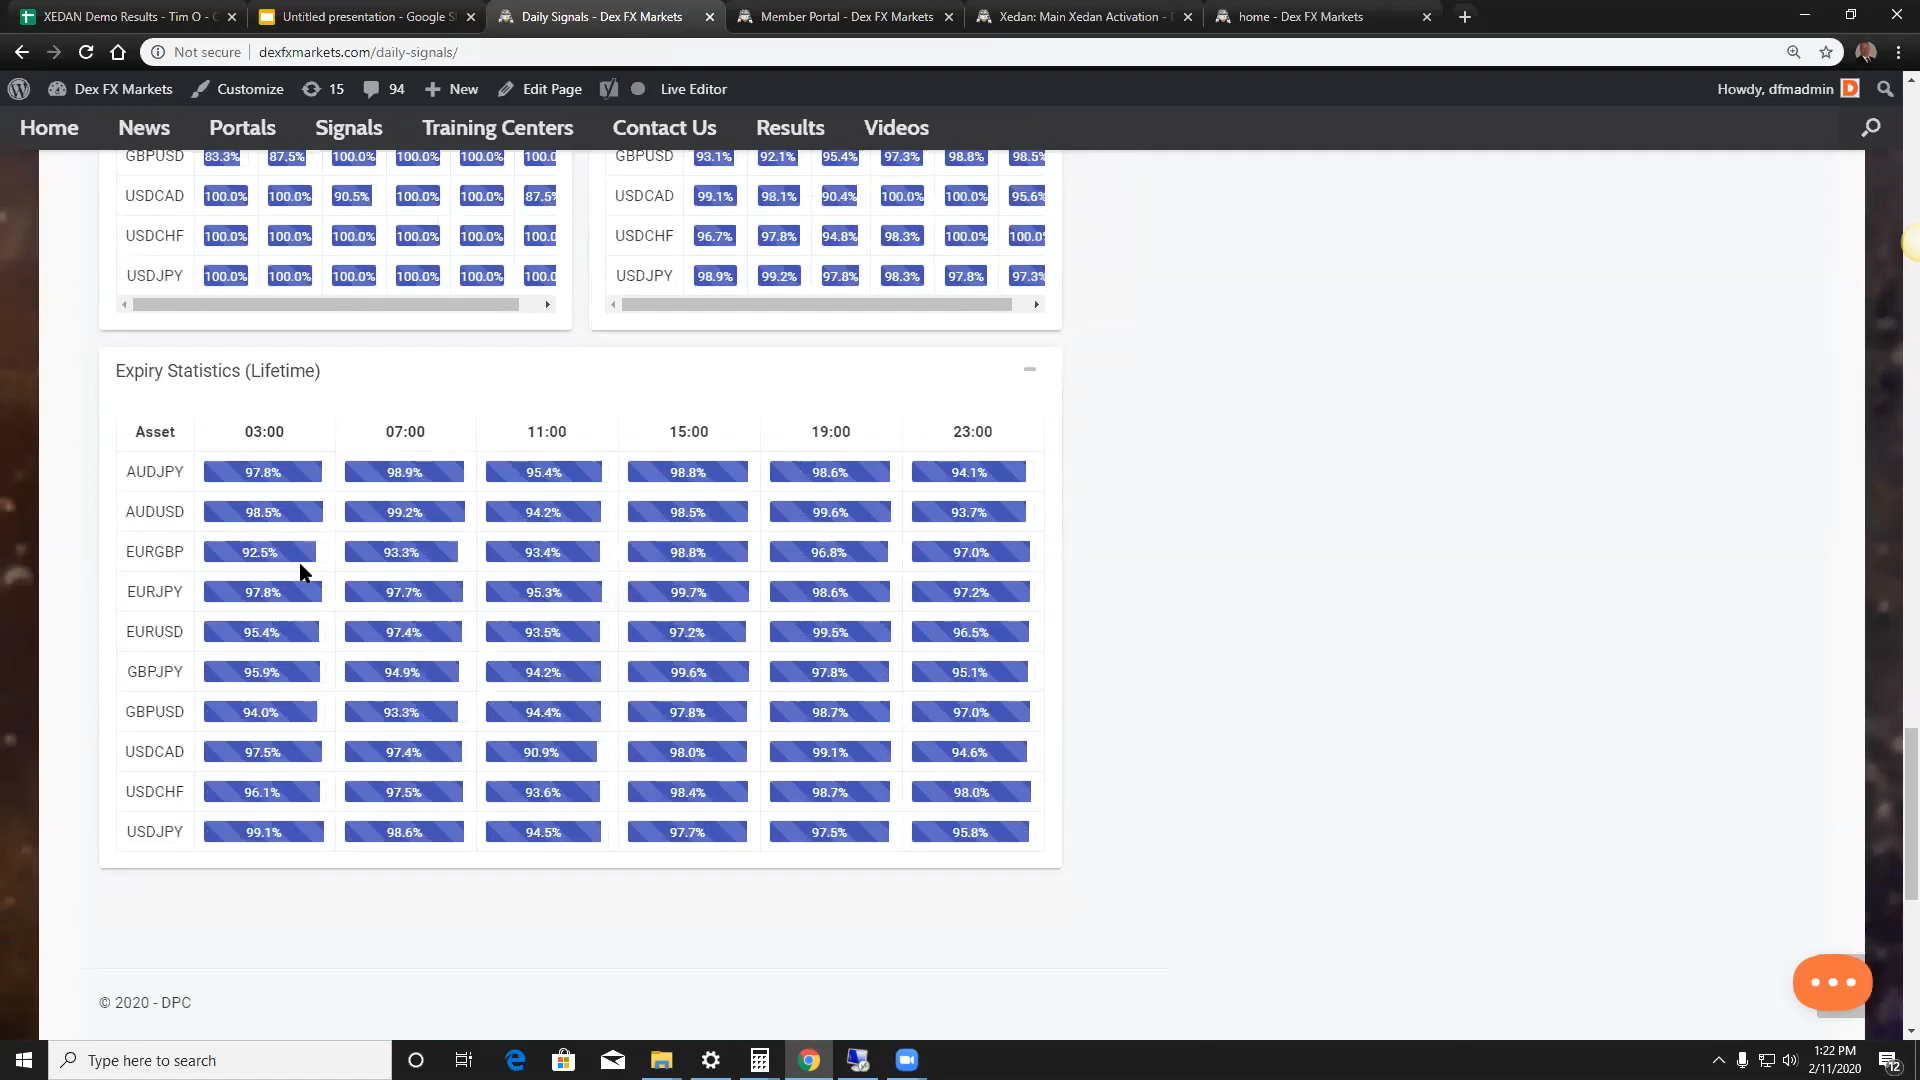 XEDAN Demo Results - Tim O - G
Untitled presentation - Google Sl
Daily Signals - Dex FX Markets
Member Portal - Dex FX Markets
Xedan: Main Xedan Activation -
home - Dex FX Markets
Not secure dexfxmarkets.com/daily-signals/
Dex FX Markets Customize 15 94 New Edit Page Live Editor Howdy, dfmadmin
Home News Portals Signals Training Centers Contact Us Results Videos
GBPUSD 83.3% 87.5% 100.0% 100.0% 100.0% 100.0
USDCAD 100.0% 100.0% 90.5% 100.0% 100.0% 87.5%
USDCHF 100.0% 100.0% 100.0% 100.0% 100.0% 100.0
USDJPY 100.0% 100.0% 100.0% 100.0% 100.0% 100.0
GBPUSD 93.1% 92.1% 95.4% 97.3% 98.8% 98.5%
USDCAD 99.1% 98.1% 90.4% 100.0% 100.0% 95.6%
USDCHF 96.7% 97.8% 94.8% 98.3% 100.0% 100.0%
USDJPY 98.9% 99.2% 97.8% 98.3% 97.8% 97.3%
Expiry Statistics (Lifetime)
Asset 03:00 07:00 11:00 15:00 19:00 23:00
AUDJPY 97.8% 98.9% 95.4% 98.8% 98.6% 94.1%
AUDUSD 98.5% 99.2% 94.2% 98.5% 99.6% 93.7%
EURGBP 92.5% 93.3% 93.4% 98.8% 96.8% 97.0%
EURJPY 97.8% 97.7% 95.3% 99.7% 98.6% 97.2%
EURUSD 95.4% 97.4% 93.5% 97.2% 99.5% 96.5%
GBPJPY 95.9% 94.9% 94.2% 99.6% 97.8% 95.1%
GBPUSD 94.0% 93.3% 94.4% 97.8% 98.7% 97.0%
USDCAD 97.5% 97.4% 90.9% 98.0% 99.1% 94.6%
USDCHF 96.1% 97.5% 93.6% 98.4% 98.7% 98.0%
USDJPY 99.1% 98.6% 94.5% 97.7% 97.5% 95.8%
© 2020 - DPC
Type here to search
1:22 PM
2/11/2020
12